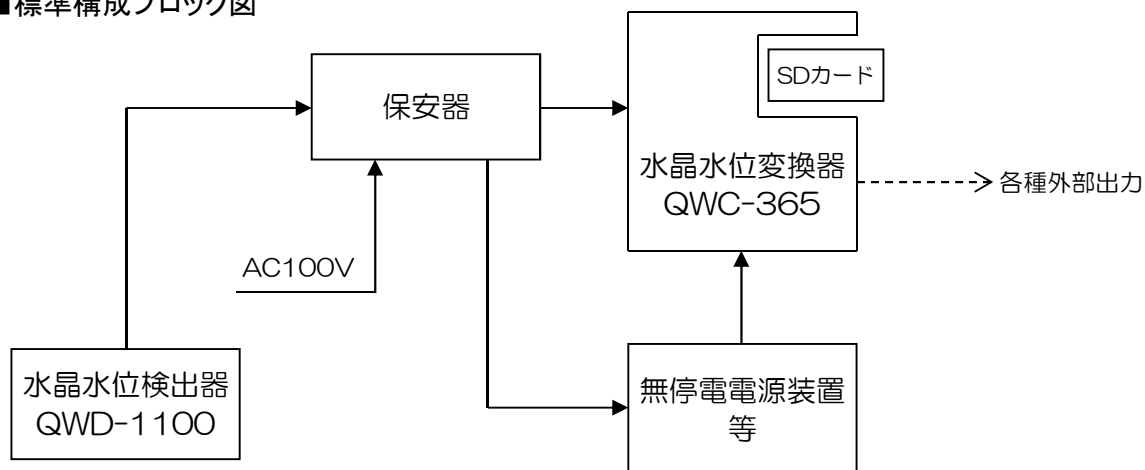 ■標準構成ブロック図
SDカード
保安器
水晶水位変換器
QWC-365
各種外部出力
AC100V
水晶水位検出器
QWD-1100
無停電電源装置
等